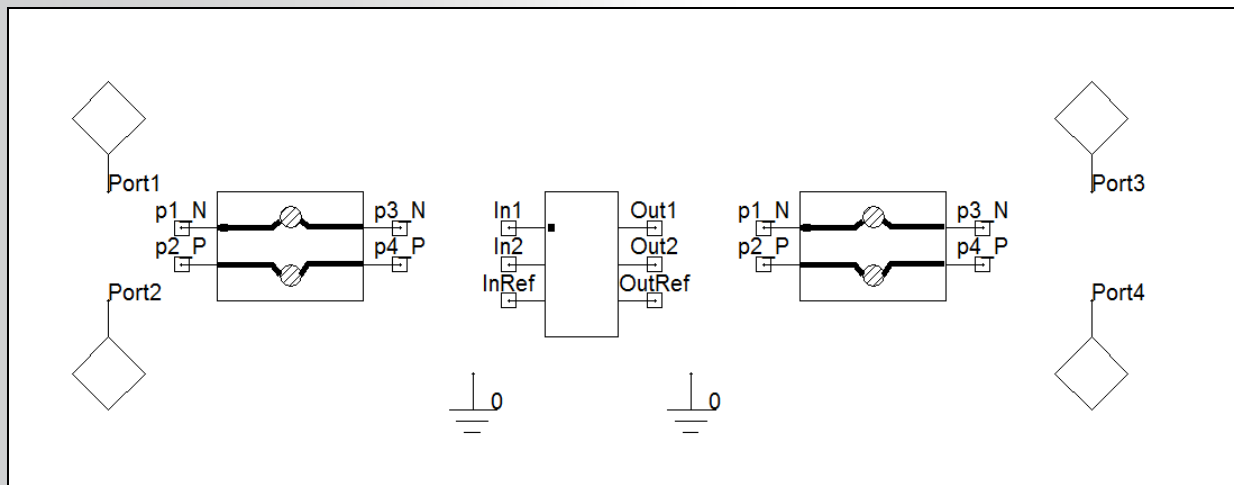 Port1
Port3
p1_N
p3_N
In1
Out1
p1_N
p3_N
p2_P
p4_P
In2
Out2
p2_P
p4_P
InRef
OutRef
Port2
Port4
0
0